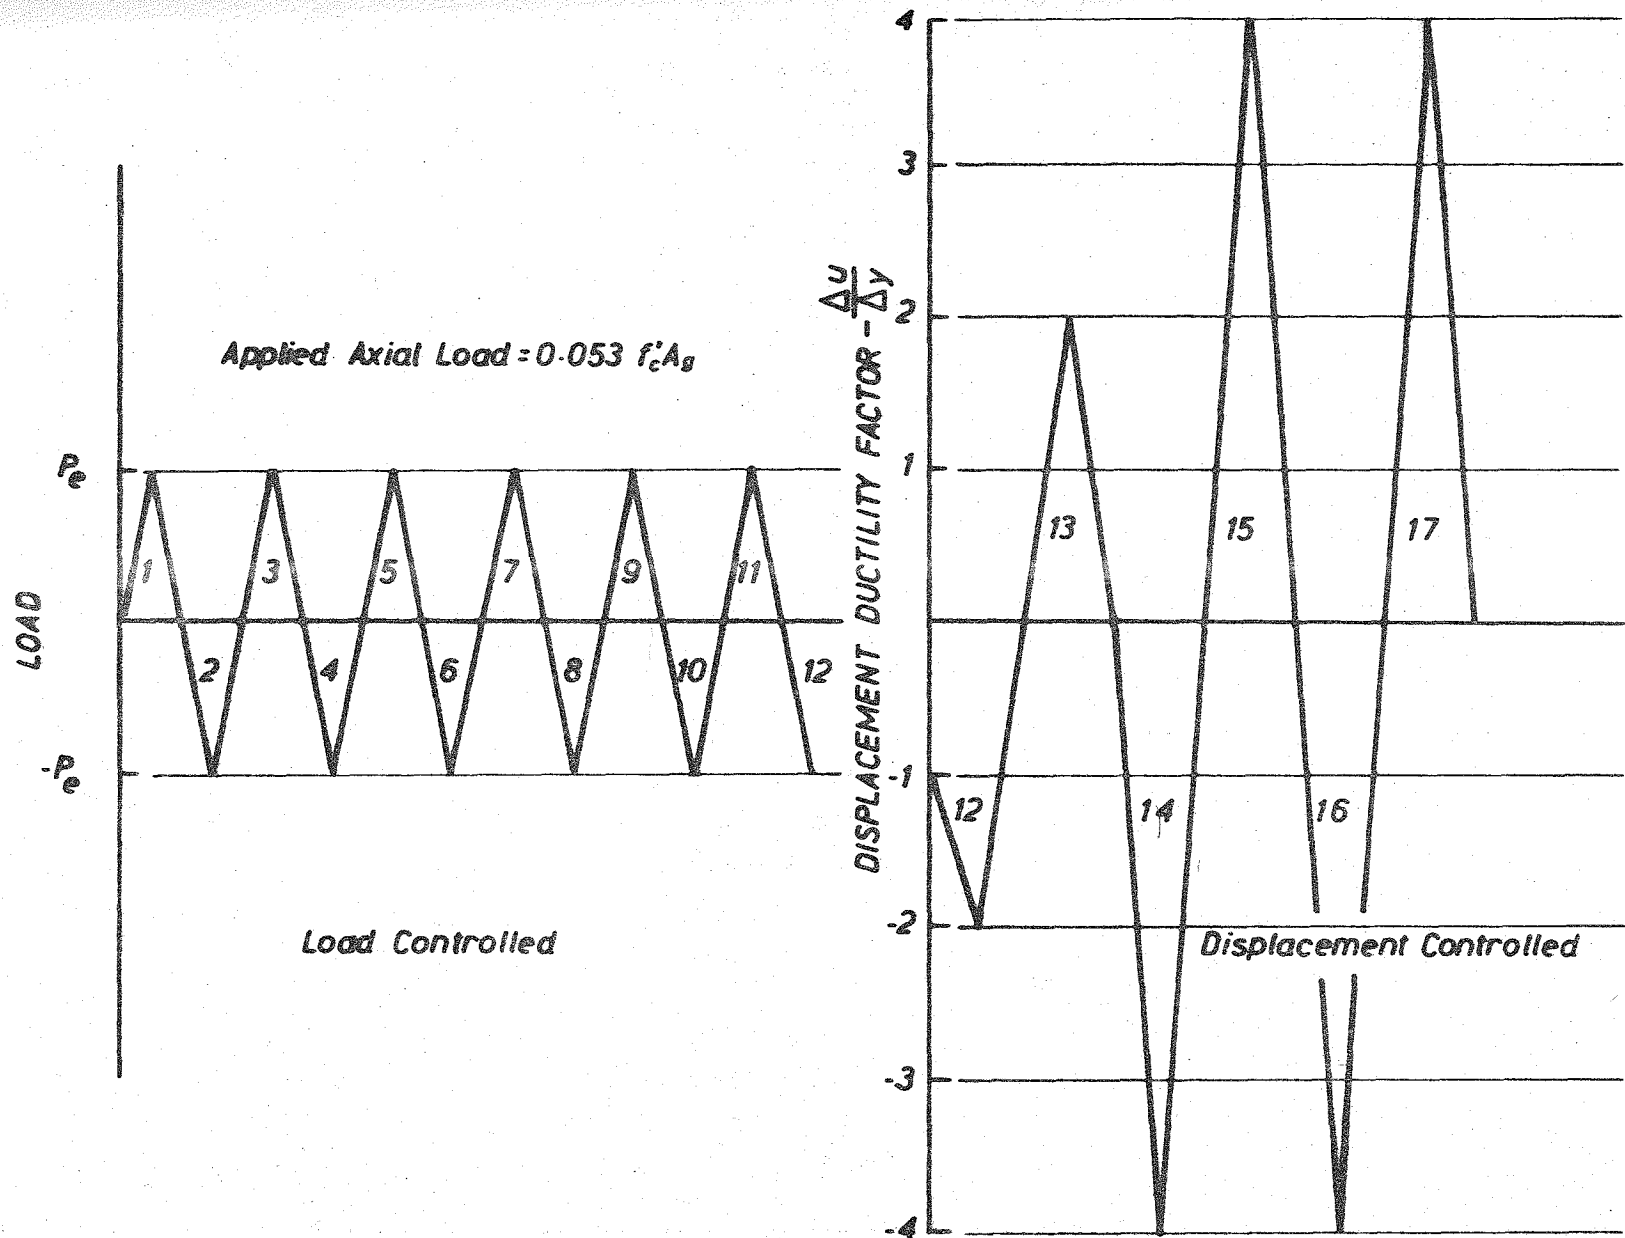 LOAD
Applied Axial Load = 0·053 f'cAg
Pe
1 3 5 7 9 11
2 4 6 8 10 12
-Pe
Load Controlled
DISPLACEMENT DUCTILITY FACTOR - Δu/Δy
4
3
2
1
-1
-2
-3
-4
13 15 17
12 14 16
Displacement Controlled